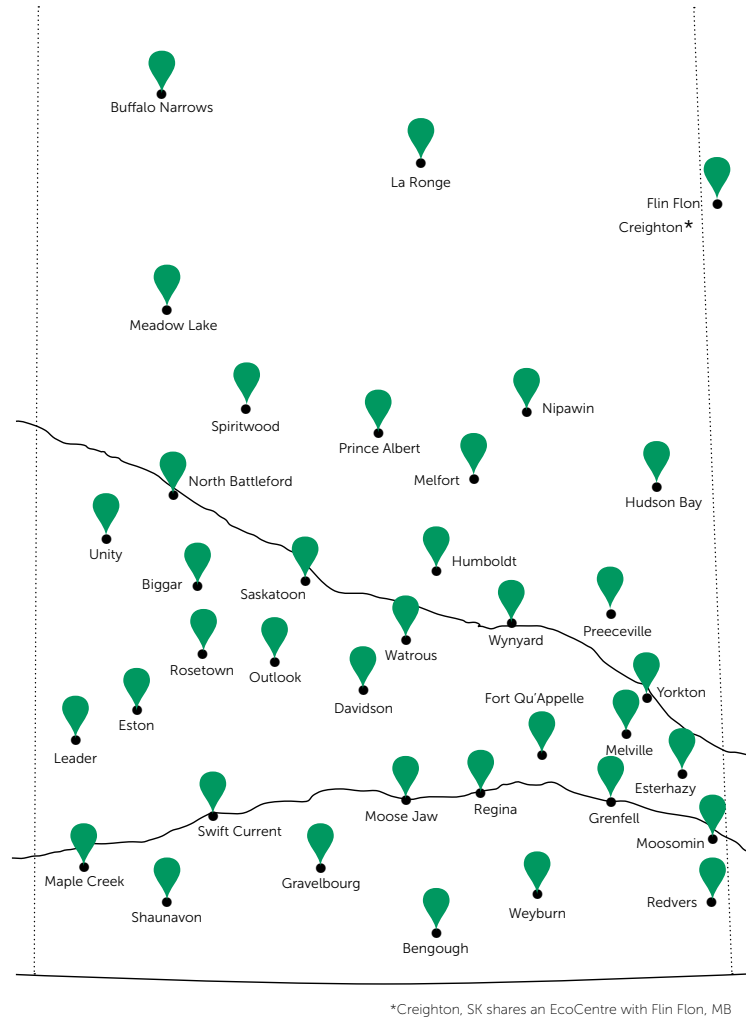 Buffalo Narrows
La Ronge
Flin Flon
Creighton*
Meadow Lake
Spiritwood
Nipawin
Prince Albert
North Battleford
Melfort
Hudson Bay
Unity
Humboldt
Biggar
Saskatoon
Preeceville
Wynyard
Watrous
Rosetown
Outlook
Yorkton
Fort Qu'Appelle
Davidson
Eston
Melville
Leader
Esterhazy
Moose Jaw
Regina
Grenfell
Swift Current
Moosomin
Maple Creek
Gravelbourg
Redvers
Weyburn
Shaunavon
Bengough
*Creighton, SK shares an EcoCentre with Flin Flon, MB